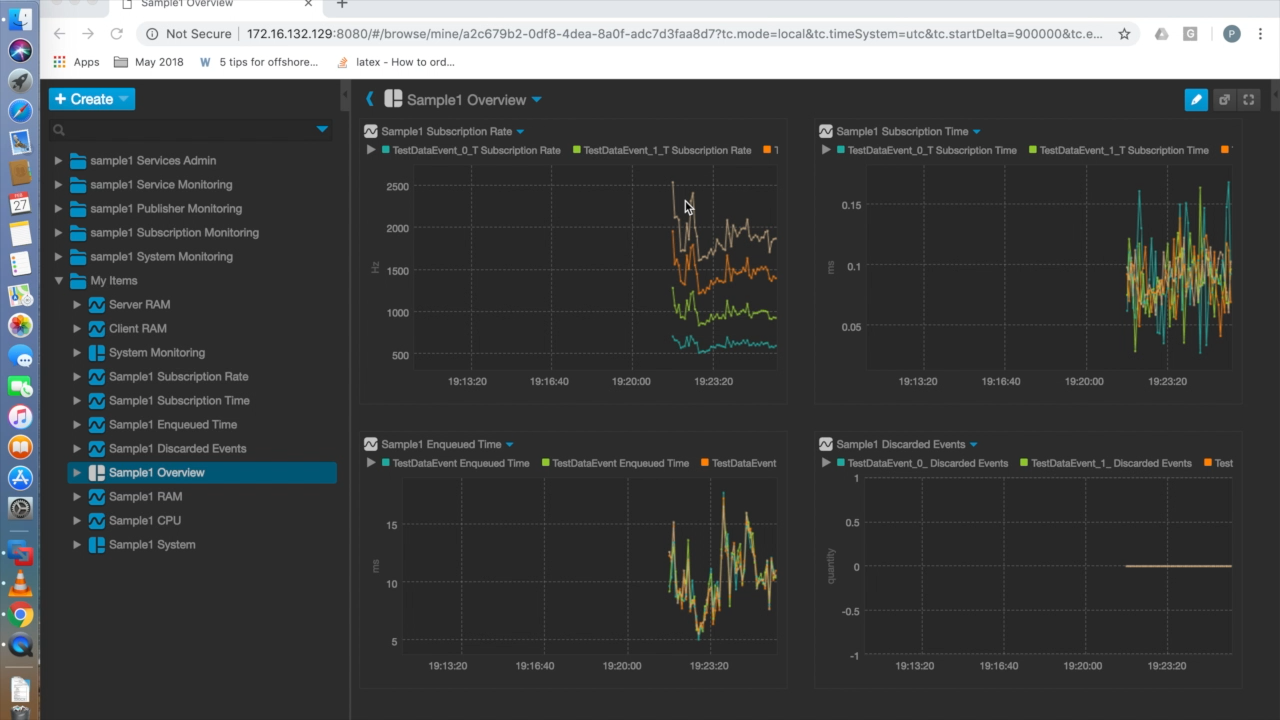 Sample1 Overview
Not Secure
172.16.132.129:8080/#/browse/mine/a2c679b2-0df8-4dea-8a0f-adc7d3faa8d7?tc.mode=local&tc.timeSystem=utc&tc.startDelta=900000&tc.e...
P
Apps
May 2018
W
5 tips for offshore...
latex - How to ord...
FEB
27
+ Create
sample1 Services Admin
sample1 Service Monitoring
sample1 Publisher Monitoring
sample1 Subscription Monitoring
sample1 System Monitoring
My Items
Server RAM
Client RAM
System Monitoring
Sample1 Subscription Rate
Sample1 Subscription Time
Sample1 Enqueued Time
Sample1 Discarded Events
Sample1 Overview
Sample1 RAM
Sample1 CPU
Sample1 System
Sample1 Overview
Sample1 Subscription Rate
TestDataEvent_0_T Subscription Rate
TestDataEvent_1_T Subscription Rate
T
2500
2000
1500
1000
500
Hz
19:13:20
19:16:40
19:20:00
19:23:20
Sample1 Subscription Time
TestDataEvent_0_T Subscription Time
TestDataEvent_1_T Subscription Time
0.15
0.1
0.05
ms
19:13:20
19:16:40
19:20:00
19:23:20
Sample1 Enqueued Time
TestDataEvent Enqueued Time
TestDataEvent Enqueued Time
TestDataEvent
15
10
5
ms
19:13:20
19:16:40
19:20:00
19:23:20
Sample1 Discarded Events
TestDataEvent_0_ Discarded Events
TestDataEvent_1_ Discarded Events
Test
1
0.5
0
-0.5
-1
quantity
19:13:20
19:16:40
19:20:00
19:23:20